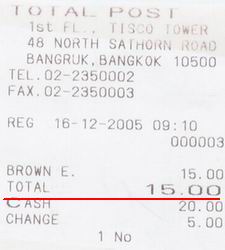 TOTAL POST
1st FL., TISCO TOWER
48 NORTH SATHORN ROAD
BANGRUK, BANGKOK 10500
TEL.02-2350002
FAX.02-2350003
REG 16-12-2005 09:10
000003
BROWN E. 15.00
TOTAL 15.00
CASH 20.00
CHANGE 5.00
1 No